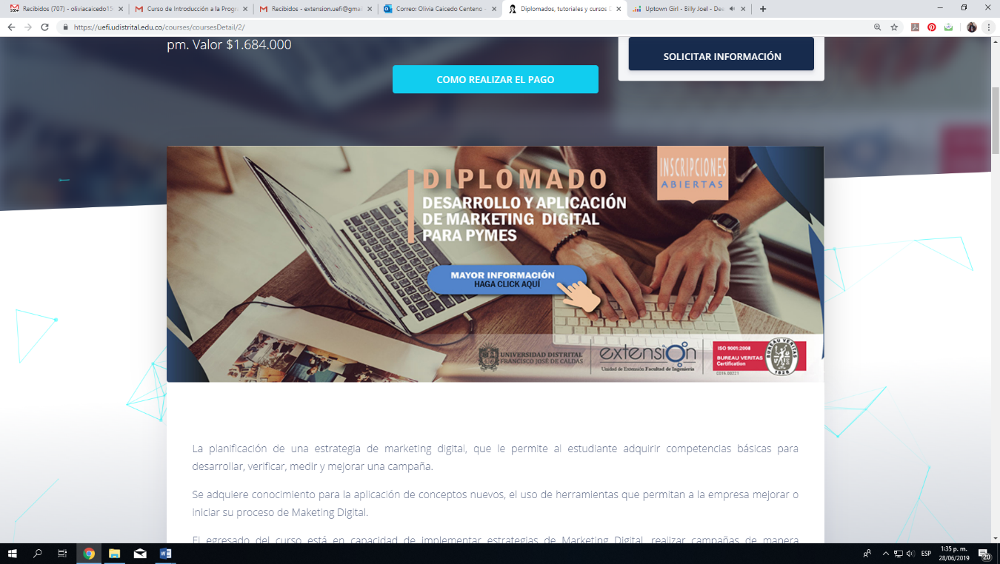 Recibidos (707) - oliviacaicedo15
Curso de Introducción a la Progra
Recibidos - extension.uefi@gmai
Correo: Olivia Caicedo Centeno -
Diplomados, tutoriales y cursos
Uptown Girl - Billy Joel - Dee
https://uefi.udistrital.edu.co/courses/coursesDetail/2/
pm. Valor $1.684.000
SOLICITAR INFORMACIÓN
COMO REALIZAR EL PAGO
INSCRIPCIONES
ABIERTAS
DIPLOMADO
DESARROLLO Y APLICACIÓN
DE MARKETING DIGITAL
PARA PYMES
MAYOR INFORMACIÓN
HAGA CLICK AQUÍ
UNIVERSIDAD DISTRITAL
FRANCISCO JOSÉ DE CALDAS
extensión
Unidad de Extensión Facultad de Ingeniería
ISO 9001:2008
BUREAU VERITAS
Certification
BUREAU VERITAS
1828
La planificación de una estrategia de marketing digital, que le permite al estudiante adquirir competencias básicas para
desarrollar, verificar, medir y mejorar una campaña.
Se adquiere conocimiento para la aplicación de conceptos nuevos, el uso de herramientas que permitan a la empresa mejorar o
iniciar su proceso de Maketing Digital.
El egresado del curso está en capacidad de implementar estrategias de Marketing Digital, realizar campañas de manera
ESP
1:35 p. m.
28/06/2019
20